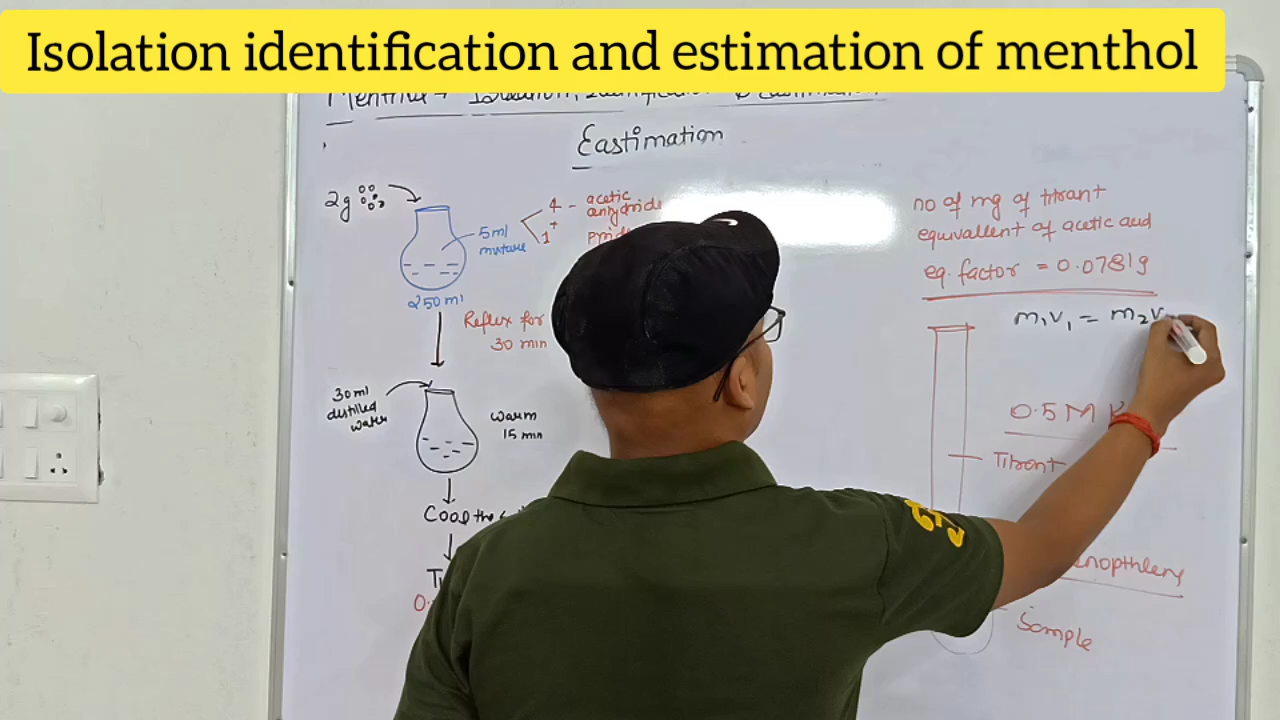 Isolation identification and estimation of menthol
Eastimation
2g
5ml
mixture
4 - acetic
anhydride
+
1
250ml
Reflux for
30 min
30ml
distilled
water
Warm
15 min
Cool the
no of mg of titrant
equivallent of acetic acid
eq. factor = 0.0781g
m₁v₁ = m₂v
0.5 M
Titrant
Sample